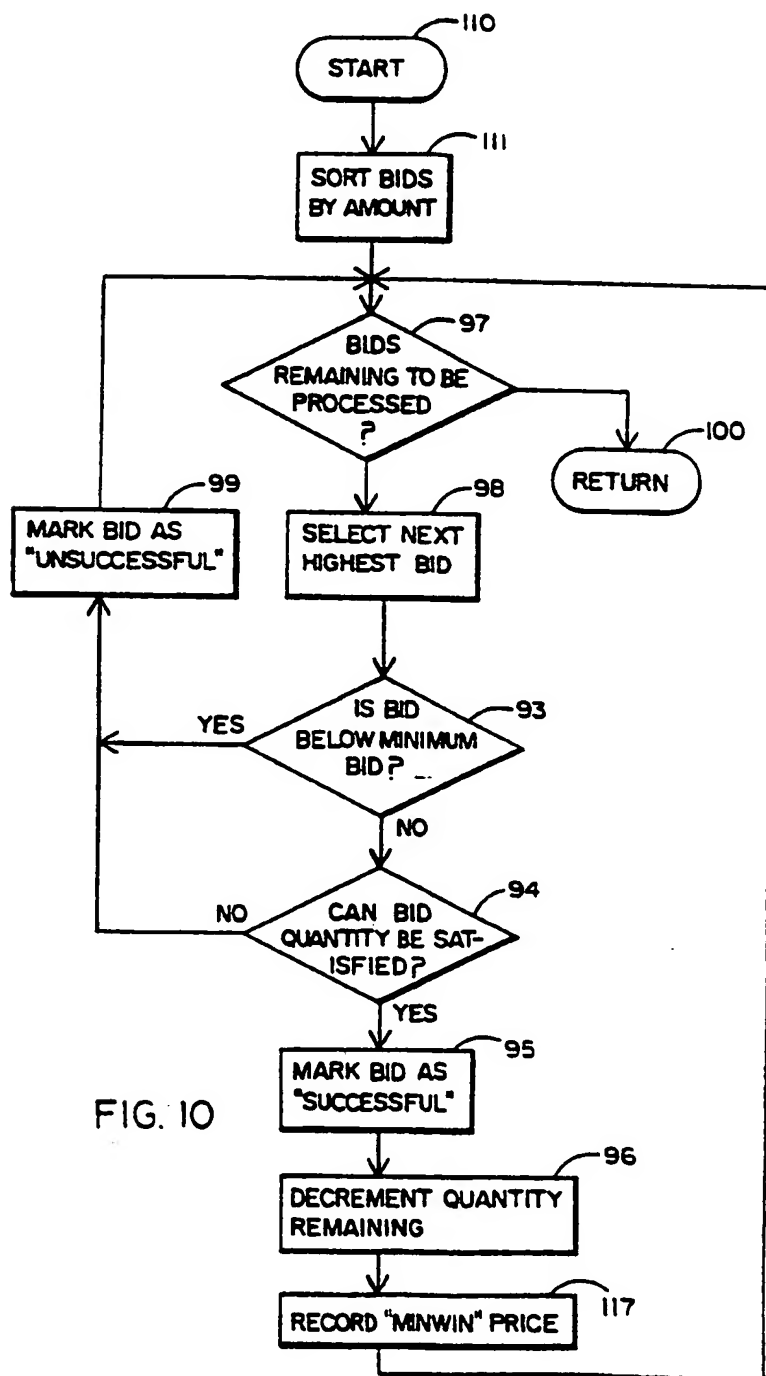 110
START
111
SORT BIDS
BY AMOUNT
97
BIDS
REMAINING TO BE
PROCESSED
?
100
RETURN
99
MARK BID AS
"UNSUCCESSFUL"
98
SELECT NEXT
HIGHEST BID
93
YES
IS BID
BELOW MINIMUM
BID?
NO
94
NO
CAN BID
QUANTITY BE SAT-
ISFIED?
YES
95
MARK BID AS
"SUCCESSFUL"
FIG. 10
96
DECREMENT QUANTITY
REMAINING
117
RECORD "MINWIN" PRICE